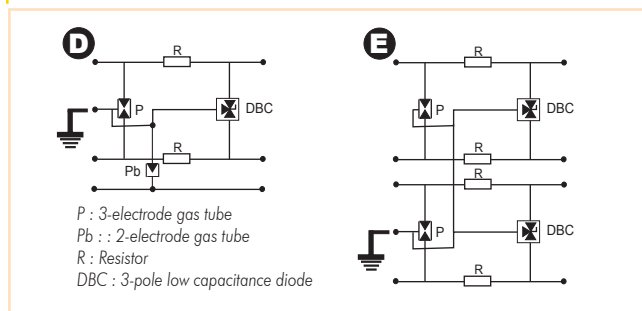 D
R
P
DBC
R
Pb
P : 3-electrode gas tube
Pb : : 2-electrode gas tube
R : Resistor
DBC : 3-pole low capacitance diode
E
R
P
DBC
R
R
P
DBC
R